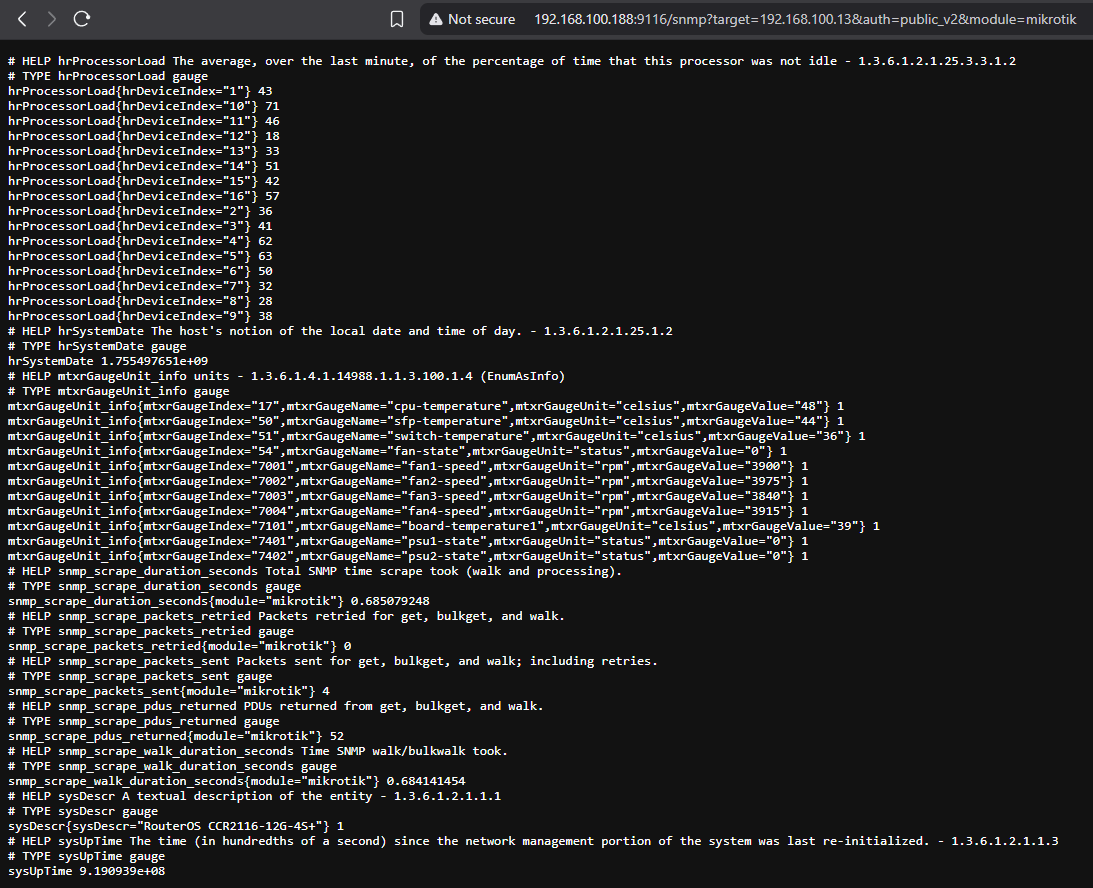 Not secure 192.168.100.188:9116/snmp?target=192.168.100.13&auth=public_v2&module=mikrotik
# HELP hrProcessorLoad The average, over the last minute, of the percentage of time that this processor was not idle - 1.3.6.1.2.1.25.3.3.1.2
# TYPE hrProcessorLoad gauge
hrProcessorLoad{hrDeviceIndex="1"} 43
hrProcessorLoad{hrDeviceIndex="10"} 71
hrProcessorLoad{hrDeviceIndex="11"} 46
hrProcessorLoad{hrDeviceIndex="12"} 18
hrProcessorLoad{hrDeviceIndex="13"} 33
hrProcessorLoad{hrDeviceIndex="14"} 51
hrProcessorLoad{hrDeviceIndex="15"} 42
hrProcessorLoad{hrDeviceIndex="16"} 57
hrProcessorLoad{hrDeviceIndex="2"} 36
hrProcessorLoad{hrDeviceIndex="3"} 41
hrProcessorLoad{hrDeviceIndex="4"} 62
hrProcessorLoad{hrDeviceIndex="5"} 63
hrProcessorLoad{hrDeviceIndex="6"} 50
hrProcessorLoad{hrDeviceIndex="7"} 32
hrProcessorLoad{hrDeviceIndex="8"} 28
hrProcessorLoad{hrDeviceIndex="9"} 38
# HELP hrSystemDate The host's notion of the local date and time of day. - 1.3.6.1.2.1.25.1.2
# TYPE hrSystemDate gauge
hrSystemDate 1.755497651e+09
# HELP mtxrGaugeUnit_info units - 1.3.6.1.4.1.14988.1.1.3.100.1.4 (EnumAsInfo)
# TYPE mtxrGaugeUnit_info gauge
mtxrGaugeUnit_info{mtxrGaugeIndex="17",mtxrGaugeName="cpu-temperature",mtxrGaugeUnit="celsius",mtxrGaugeValue="48"} 1
mtxrGaugeUnit_info{mtxrGaugeIndex="50",mtxrGaugeName="sfp-temperature",mtxrGaugeUnit="celsius",mtxrGaugeValue="44"} 1
mtxrGaugeUnit_info{mtxrGaugeIndex="51",mtxrGaugeName="switch-temperature",mtxrGaugeUnit="celsius",mtxrGaugeValue="36"} 1
mtxrGaugeUnit_info{mtxrGaugeIndex="54",mtxrGaugeName="fan-state",mtxrGaugeUnit="status",mtxrGaugeValue="0"} 1
mtxrGaugeUnit_info{mtxrGaugeIndex="7001",mtxrGaugeName="fan1-speed",mtxrGaugeUnit="rpm",mtxrGaugeValue="3900"} 1
mtxrGaugeUnit_info{mtxrGaugeIndex="7002",mtxrGaugeName="fan2-speed",mtxrGaugeUnit="rpm",mtxrGaugeValue="3975"} 1
mtxrGaugeUnit_info{mtxrGaugeIndex="7003",mtxrGaugeName="fan3-speed",mtxrGaugeUnit="rpm",mtxrGaugeValue="3840"} 1
mtxrGaugeUnit_info{mtxrGaugeIndex="7004",mtxrGaugeName="fan4-speed",mtxrGaugeUnit="rpm",mtxrGaugeValue="3915"} 1
mtxrGaugeUnit_info{mtxrGaugeIndex="7101",mtxrGaugeName="board-temperature1",mtxrGaugeUnit="celsius",mtxrGaugeValue="39"} 1
mtxrGaugeUnit_info{mtxrGaugeIndex="7401",mtxrGaugeName="psu1-state",mtxrGaugeUnit="status",mtxrGaugeValue="0"} 1
mtxrGaugeUnit_info{mtxrGaugeIndex="7402",mtxrGaugeName="psu2-state",mtxrGaugeUnit="status",mtxrGaugeValue="0"} 1
# HELP snmp_scrape_duration_seconds Total SNMP time scrape took (walk and processing).
# TYPE snmp_scrape_duration_seconds gauge
snmp_scrape_duration_seconds{module="mikrotik"} 0.685079248
# HELP snmp_scrape_packets_retried Packets retried for get, bulkget, and walk.
# TYPE snmp_scrape_packets_retried gauge
snmp_scrape_packets_retried{module="mikrotik"} 0
# HELP snmp_scrape_packets_sent Packets sent for get, bulkget, and walk; including retries.
# TYPE snmp_scrape_packets_sent gauge
snmp_scrape_packets_sent{module="mikrotik"} 4
# HELP snmp_scrape_pdus_returned PDUs returned from get, bulkget, and walk.
# TYPE snmp_scrape_pdus_returned gauge
snmp_scrape_pdus_returned{module="mikrotik"} 52
# HELP snmp_scrape_walk_duration_seconds Time SNMP walk/bulkwalk took.
# TYPE snmp_scrape_walk_duration_seconds gauge
snmp_scrape_walk_duration_seconds{module="mikrotik"} 0.684141454
# HELP sysDescr A textual description of the entity - 1.3.6.1.2.1.1.1
# TYPE sysDescr gauge
sysDescr{sysDescr="RouterOS CCR2116-12G-4S+"} 1
# HELP sysUpTime The time (in hundredths of a second) since the network management portion of the system was last re-initialized. - 1.3.6.1.2.1.1.3
# TYPE sysUpTime gauge
sysUpTime 9.190939e+08